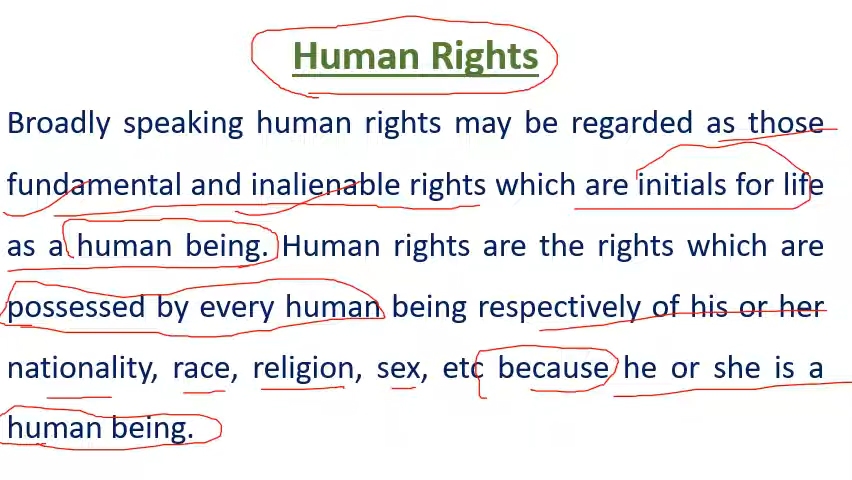 Human Rights
Broadly speaking human rights may be regarded as those
fundamental and inalienable rights which are initials for life
as a human being. Human rights are the rights which are
possessed by every human being respectively of his or her
nationality, race, religion, sex, etc because he or she is a
human being.